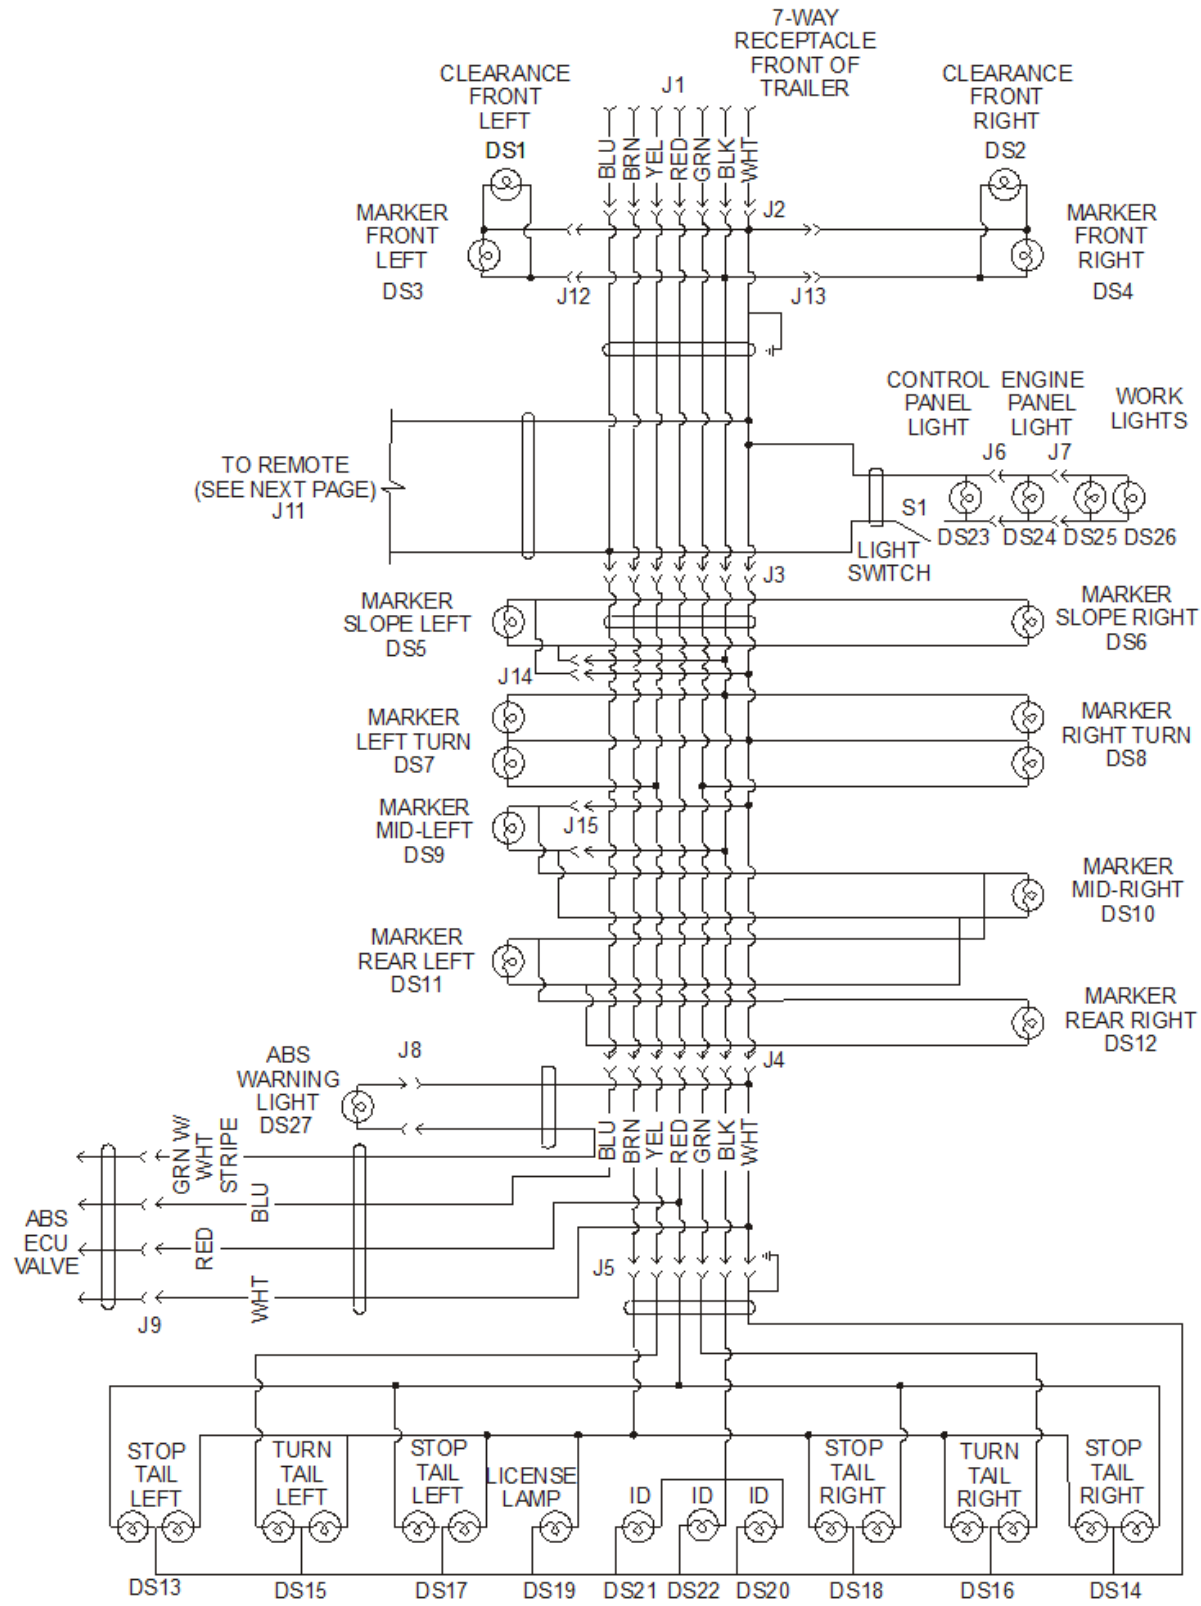 7-WAY
RECEPTACLE
FRONT OF
TRAILER
J1
CLEARANCE
FRONT
LEFT
DS1
CLEARANCE
FRONT
RIGHT
DS2
BLU
BRN
YEL
RED
GRN
BLK
WHT
J2
MARKER
FRONT
LEFT
DS3
MARKER
FRONT
RIGHT
DS4
J12
J13
CONTROL
PANEL
LIGHT
ENGINE
PANEL
LIGHT
WORK
LIGHTS
J6
J7
TO REMOTE
(SEE NEXT PAGE)
J11
S1
DS23
DS24
DS25
DS26
LIGHT
SWITCH
J3
MARKER
SLOPE LEFT
DS5
MARKER
SLOPE RIGHT
DS6
J14
MARKER
LEFT TURN
DS7
MARKER
RIGHT TURN
DS8
MARKER
MID-LEFT
DS9
J15
MARKER
MID-RIGHT
DS10
MARKER
REAR LEFT
DS11
MARKER
REAR RIGHT
DS12
J8
J4
ABS
WARNING
LIGHT
DS27
BLU
BRN
YEL
RED
GRN
BLK
WHT
GRN W/
WHT
STRIPE
BLU
RED
WHT
ABS
ECU
VALVE
J9
J5
STOP
TAIL
LEFT
TURN
TAIL
LEFT
STOP
TAIL
LEFT
LICENSE
LAMP
ID
ID
ID
STOP
TAIL
RIGHT
TURN
TAIL
RIGHT
STOP
TAIL
RIGHT
DS13
DS15
DS17
DS19
DS21
DS22
DS20
DS18
DS16
DS14